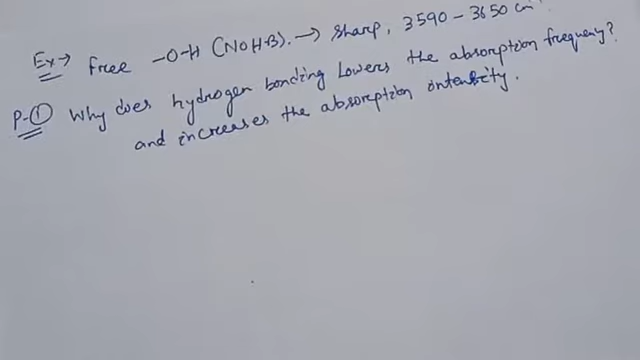 Ex→ Free -O-H (NO H.B). → Sharp, 3590 - 3650 cm⁻¹
P-① Why does hydrogen bonding Lowers the absorption frequency?
and increases the absorption intensity.